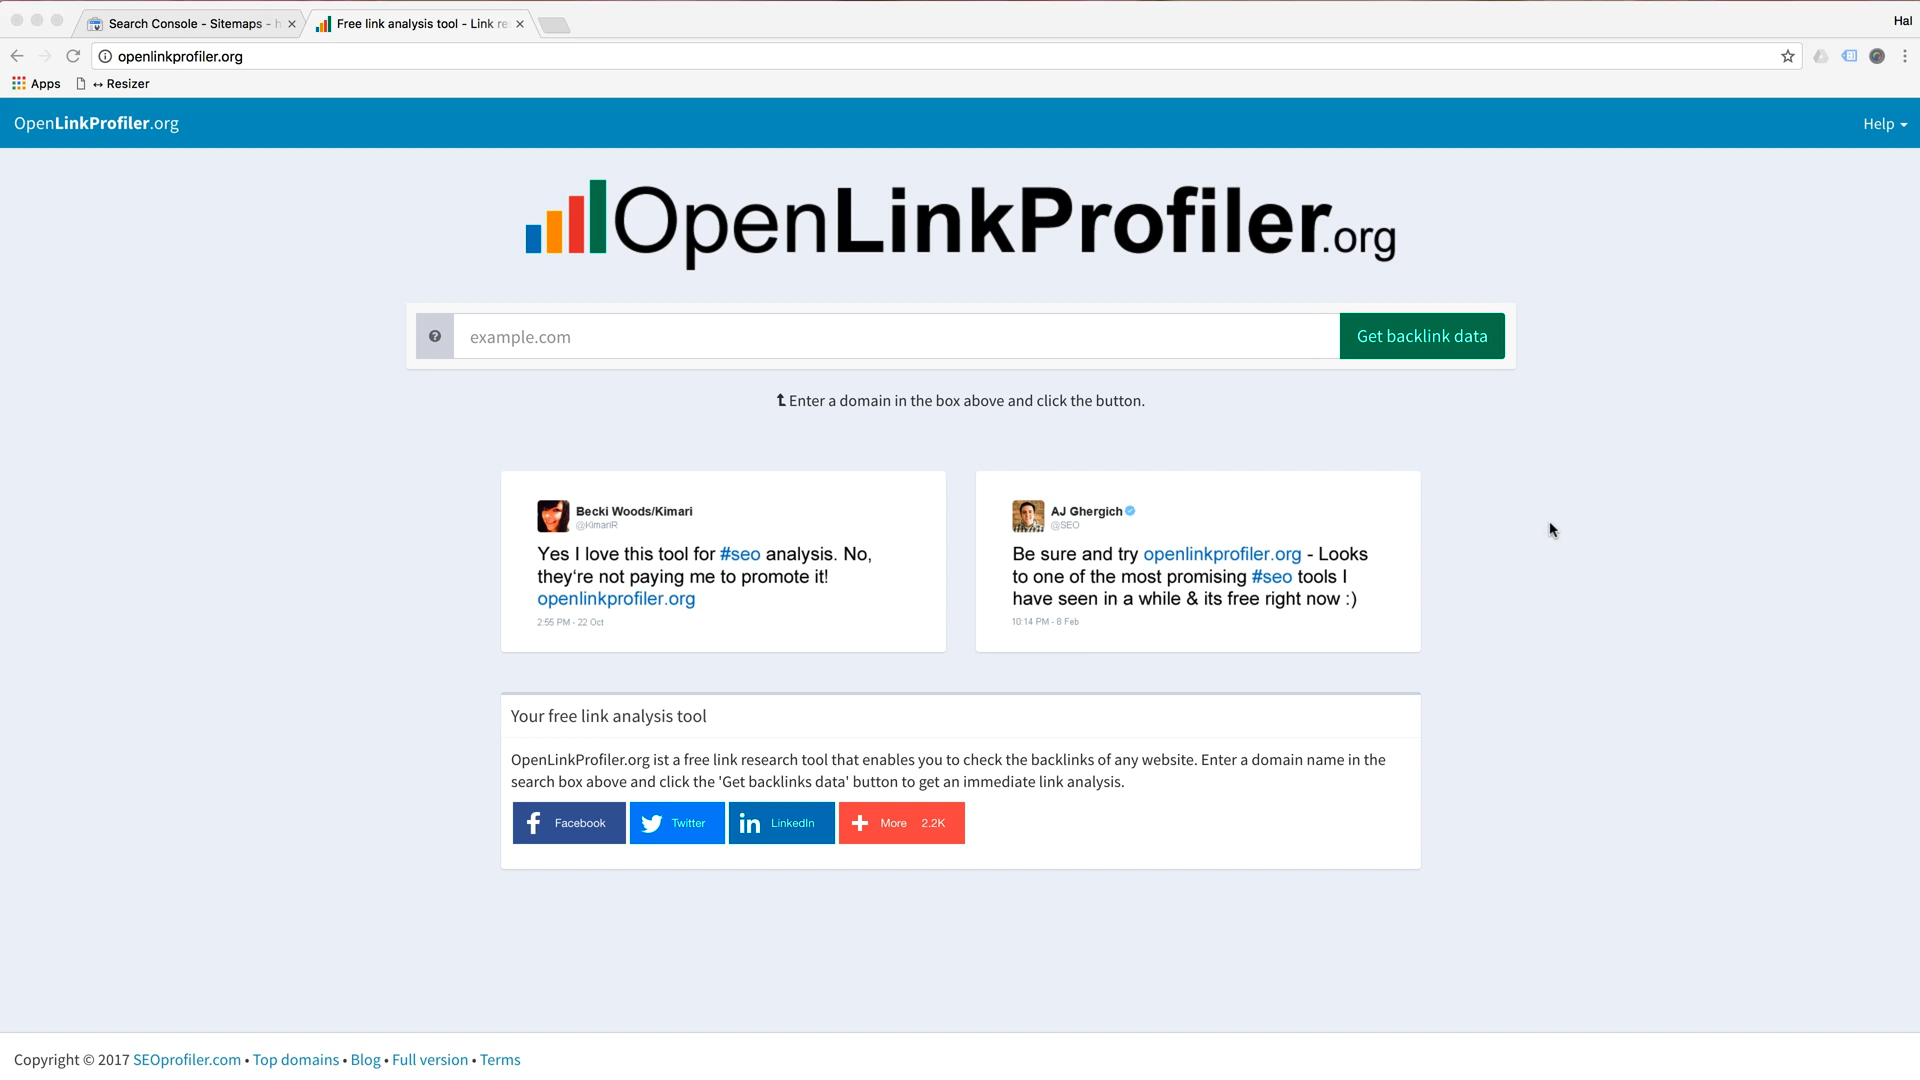 Search Console - Sitemaps - h
Free link analysis tool - Link re
Hal
openlinkprofiler.org
Apps
↔ Resizer
OpenLinkProfiler.org
Help
OpenLinkProfiler.org
example.com
Get backlink data
Enter a domain in the box above and click the button.
Becki Woods/Kimari
@KimariR
Yes I love this tool for #seo analysis. No,
they're not paying me to promote it!
openlinkprofiler.org
2:55 PM - 22 Oct
AJ Ghergich
@SEO
Be sure and try openlinkprofiler.org - Looks
to one of the most promising #seo tools I
have seen in a while & its free right now :)
10:14 PM - 8 Feb
Your free link analysis tool
OpenLinkProfiler.org ist a free link research tool that enables you to check the backlinks of any website. Enter a domain name in the
search box above and click the 'Get backlinks data' button to get an immediate link analysis.
Facebook
Twitter
LinkedIn
More 2.2K
Copyright © 2017 SEOprofiler.com • Top domains • Blog • Full version • Terms